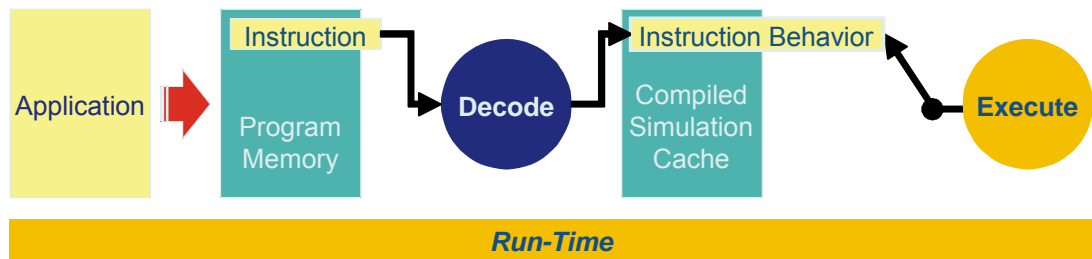 Application
Instruction
Program
Memory
Decode
Instruction Behavior
Compiled
Simulation
Cache
Execute
Run-Time